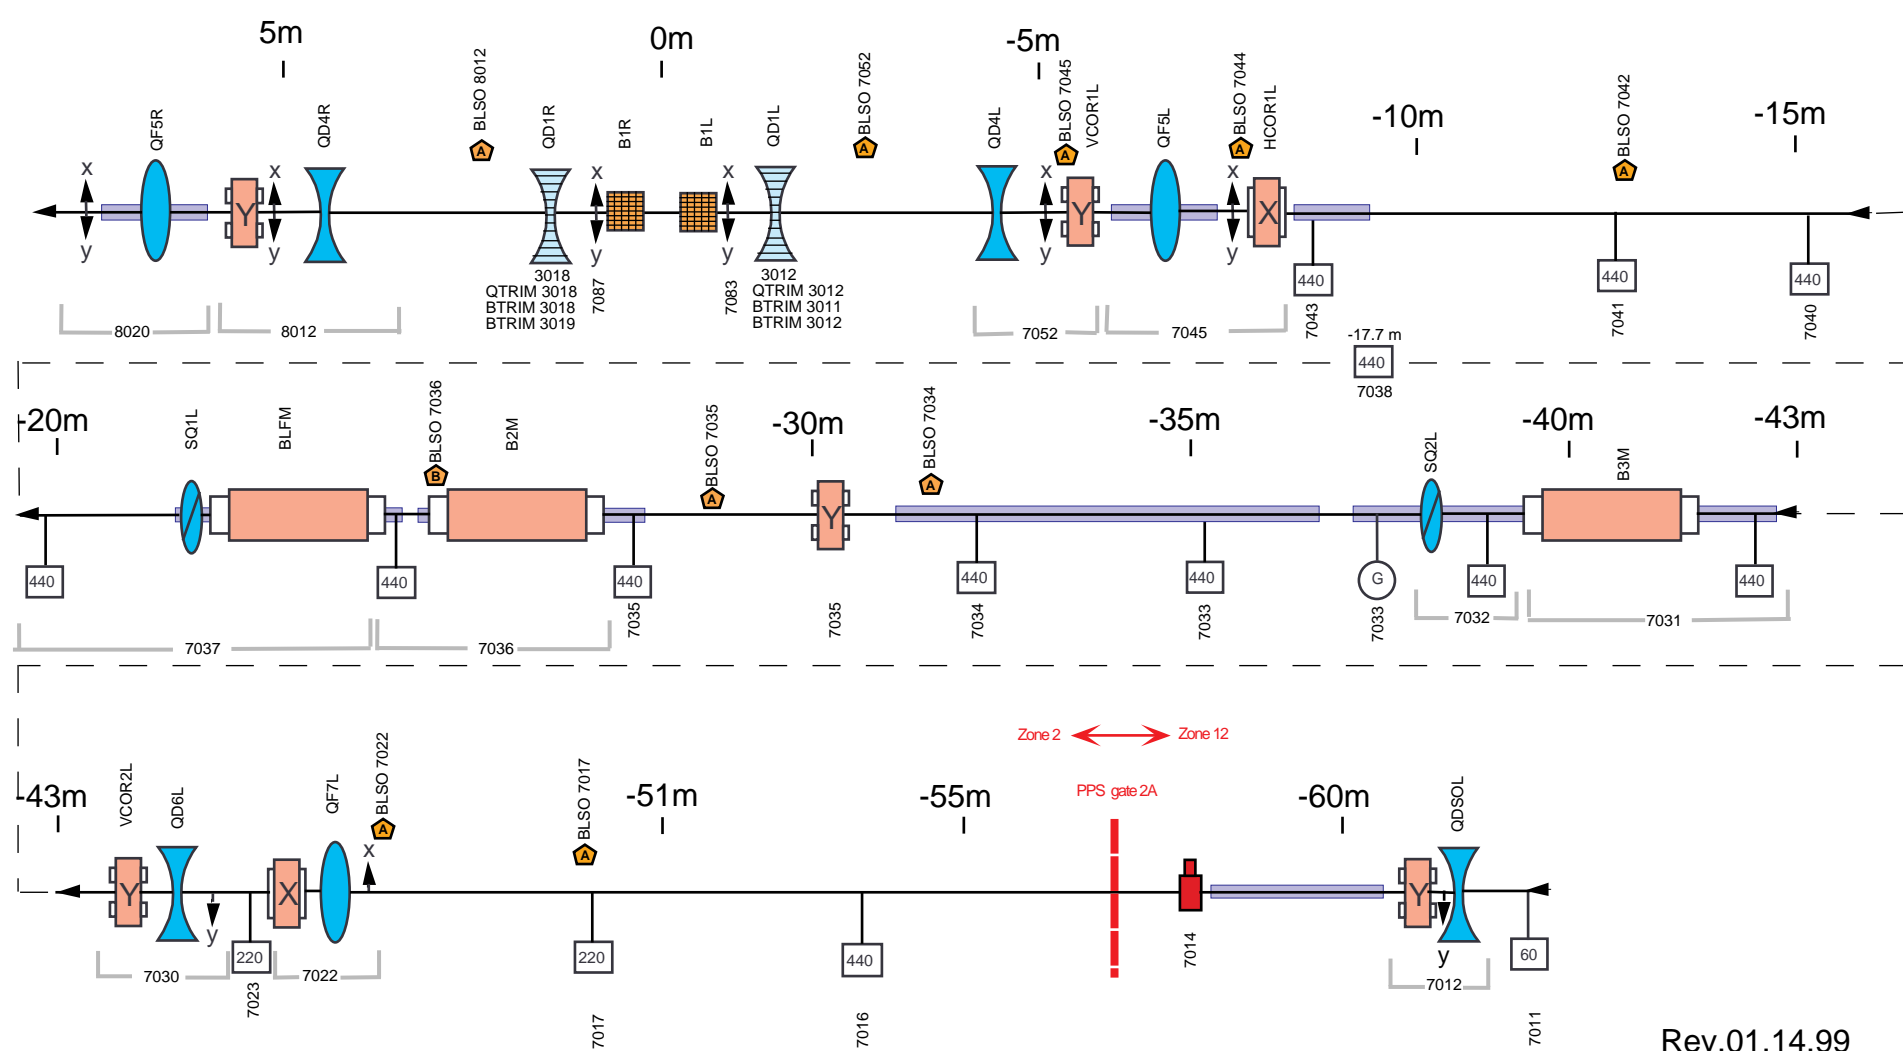 5m
0m
-5m
-10m
-15m
QF5R
QD4R
BLSO 8012
QD1R
B1R
B1L
QD1L
BLSO 7052
QD4L
BLSO 7045
VCOR1L
QF5L
BLSO 7044
HCOR1L
BLSO 7042
A
A
A
A
A
x
x
x
x
x
x
Y
Y
X
y
y
y
y
y
y
3018
QTRIM 3018
BTRIM 3018
BTRIM 3019
7087
7083
3012
QTRIM 3012
BTRIM 3011
BTRIM 3012
440
440
440
8020
8012
7052
7045
7043
7041
7040
-17.7 m
440
7038
-20m
-30m
-35m
-40m
-43m
SQ1L
BLFM
BLSO 7036
B2M
BLSO 7035
BLSO 7034
SQ2L
B3M
B
A
A
Y
440
440
440
440
440
G
440
440
7037
7036
7035
7035
7034
7033
7033
7032
7031
Zone 2
Zone 12
PPS gate 2A
-43m
-51m
-55m
-60m
VCOR2L
QD6L
QF7L
BLSO 7022
BLSO 7017
QDSOL
A
A
x
Y
X
Y
y
y
220
220
440
60
7030
7023
7022
7017
7016
7014
7012
7011
Rev.01.14.99